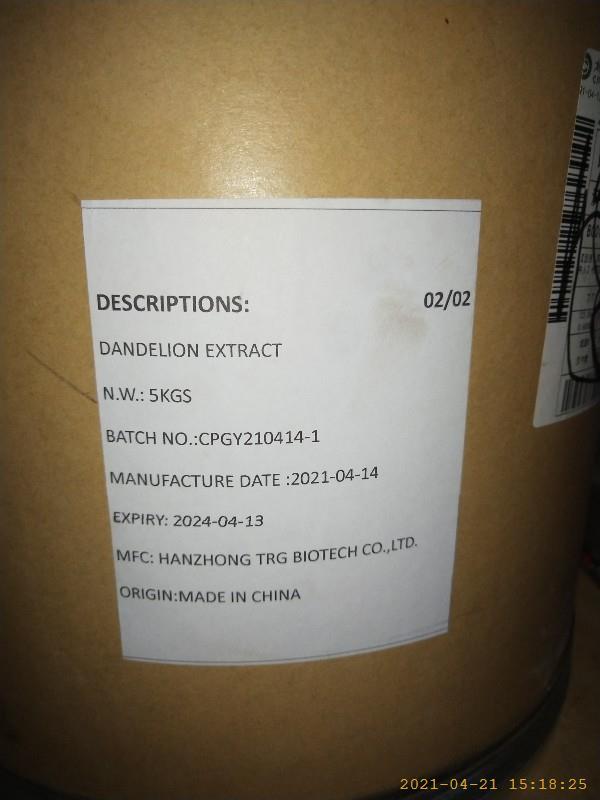 DESCRIPTIONS: 02/02
DANDELION EXTRACT
N.W.: 5KGS
BATCH NO.:CPGY210414-1
MANUFACTURE DATE :2021-04-14
EXPIRY: 2024-04-13
MFC: HANZHONG TRG BIOTECH CO.,LTD.
ORIGIN:MADE IN CHINA
2021-04-21 15:18:25